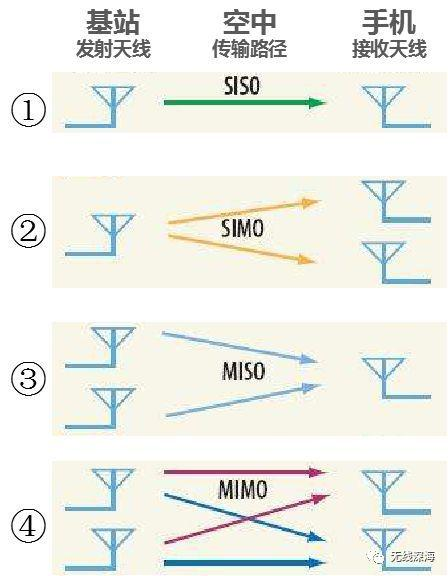 基站 空中 手机
发射天线 传输路径 接收天线
① SISO
② SIMO
③ MISO
④ MIMO
无线深海